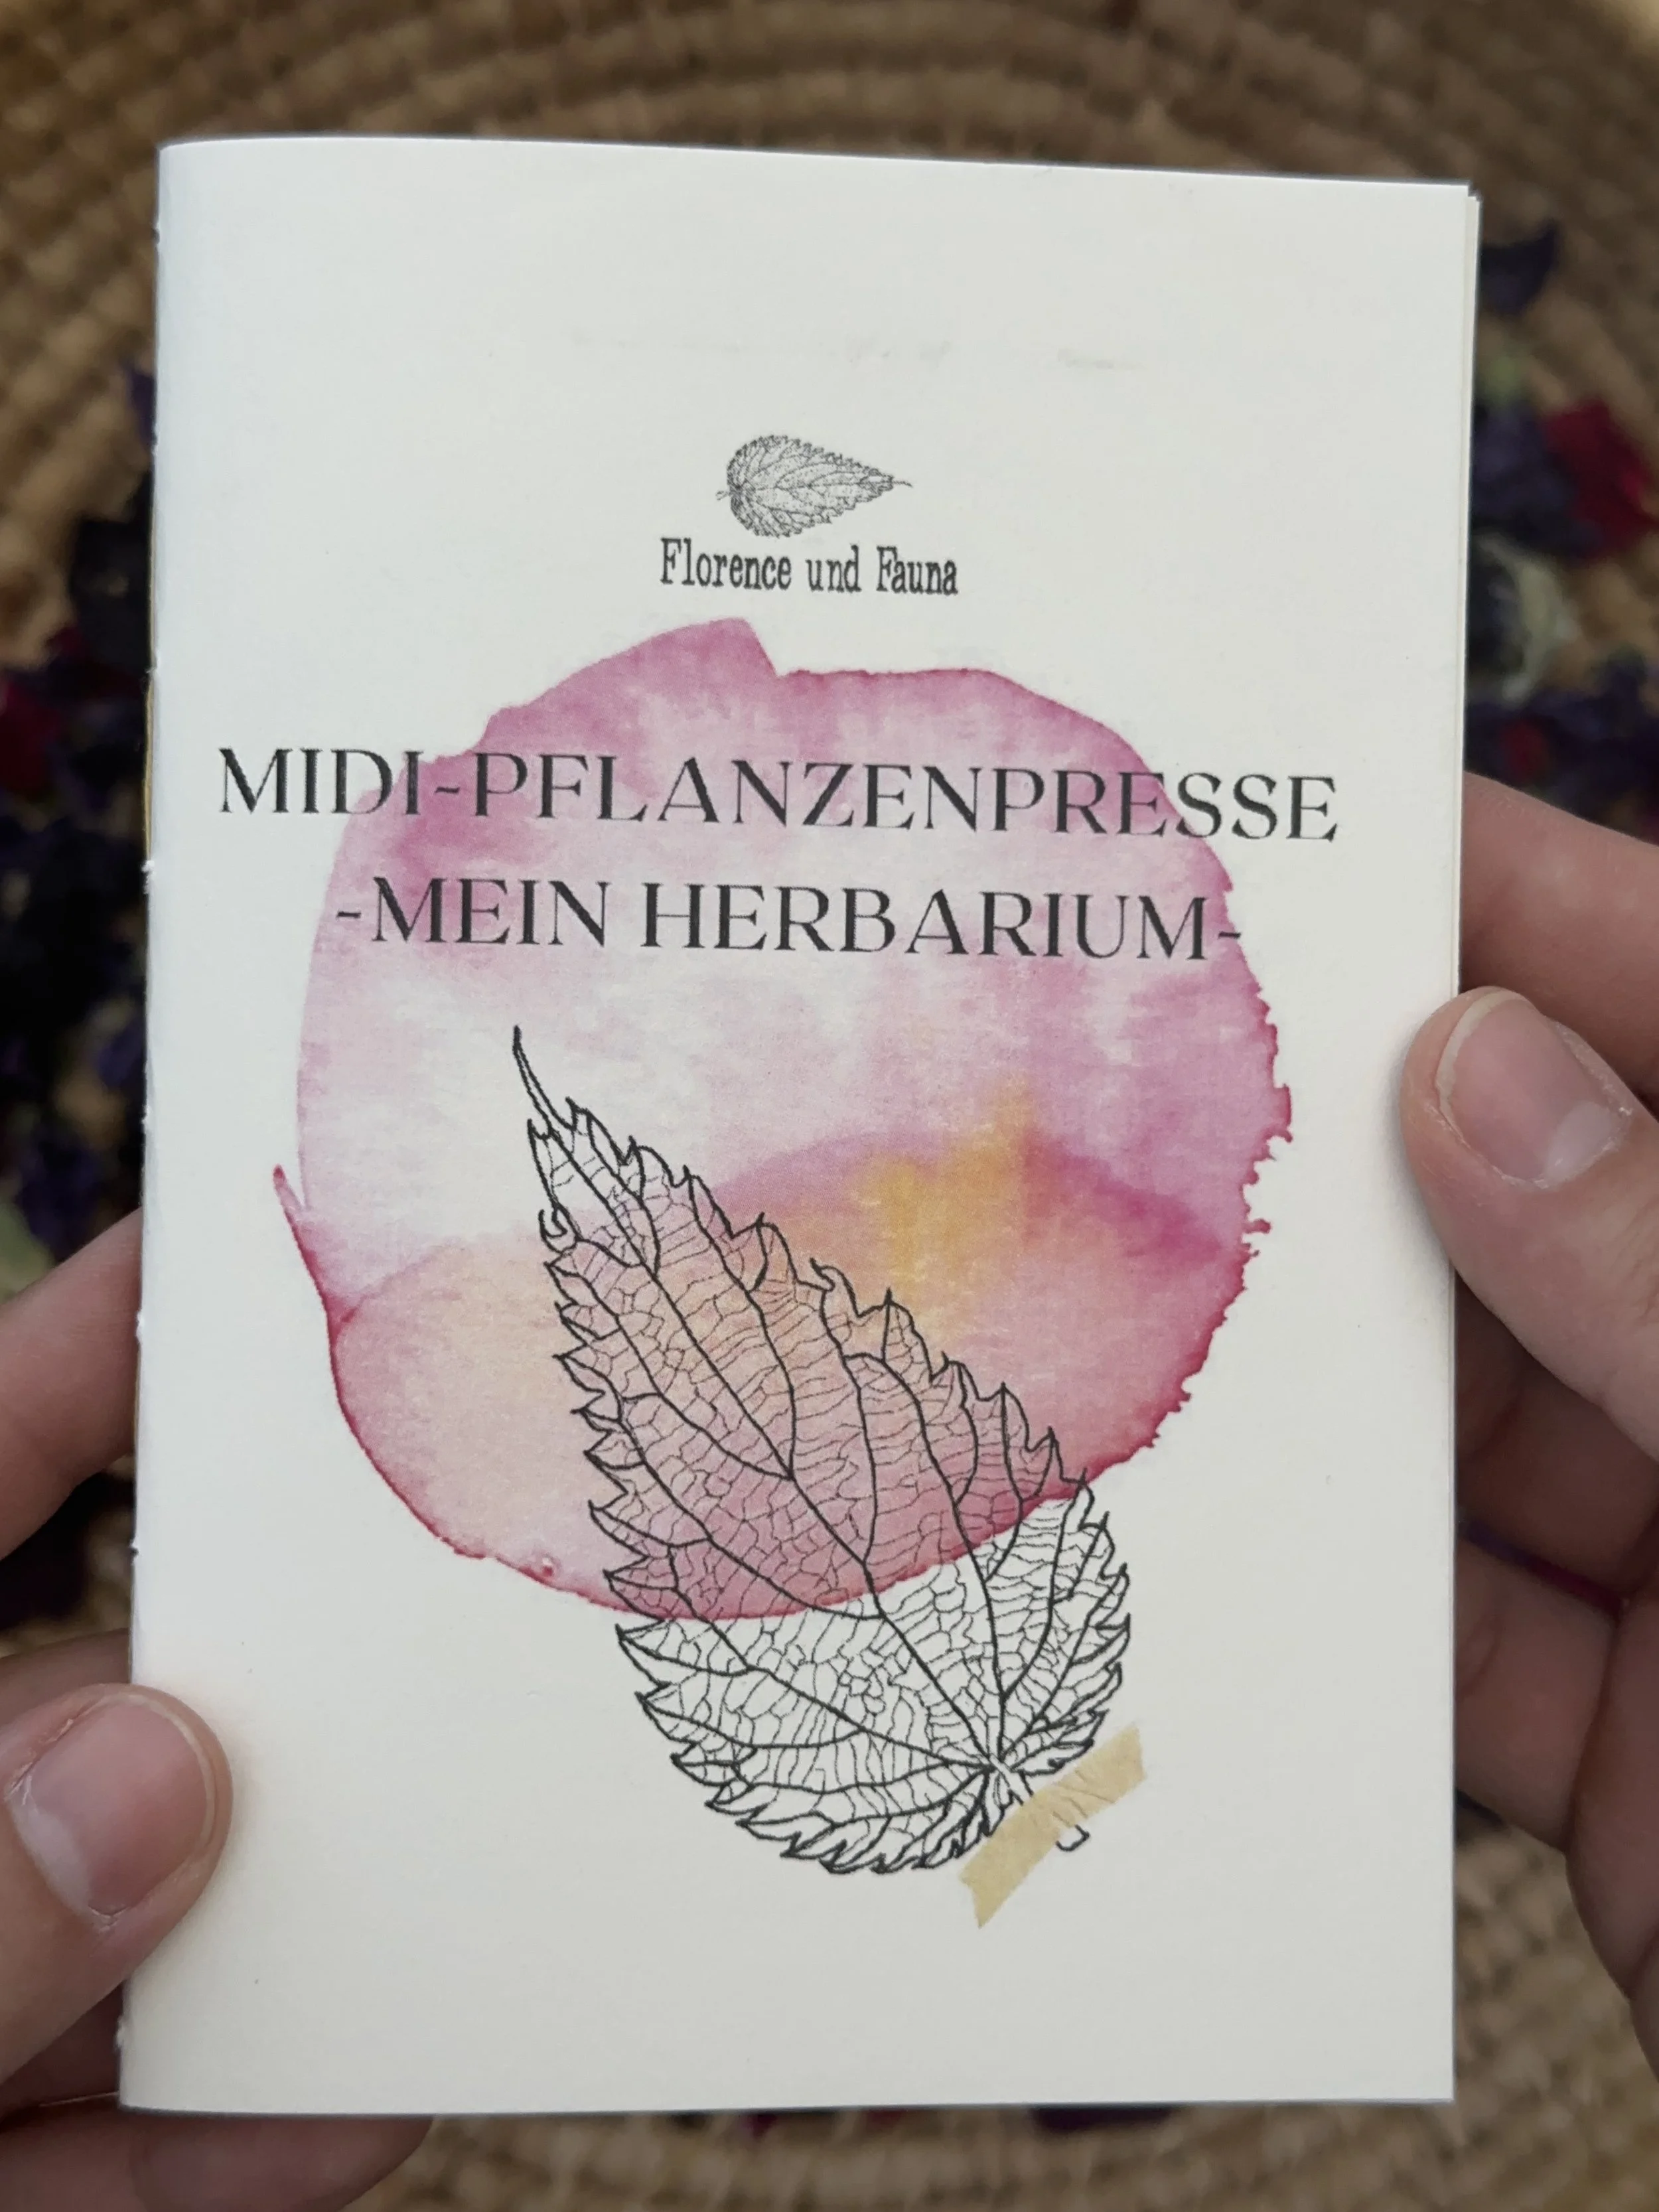 Florence und Fauna
MIDI-PFLANZENPRESSE
-MEIN HERBARIUM-